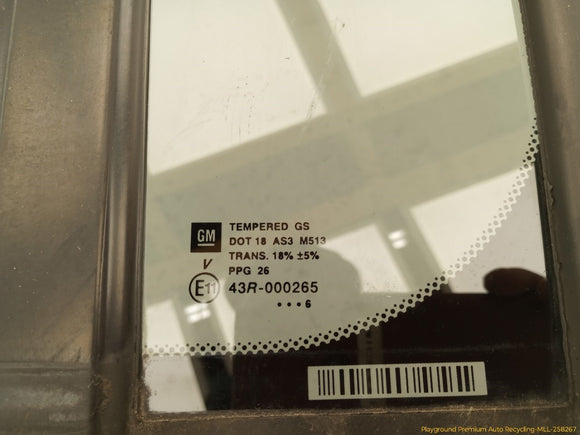 GM
TEMPERED GS
DOT 18 AS3 M513
TRANS. 18% ±5%
V
PPG 26
E11 43R-000265
•••6
Playground Premium Auto Recycling-MLL-258267